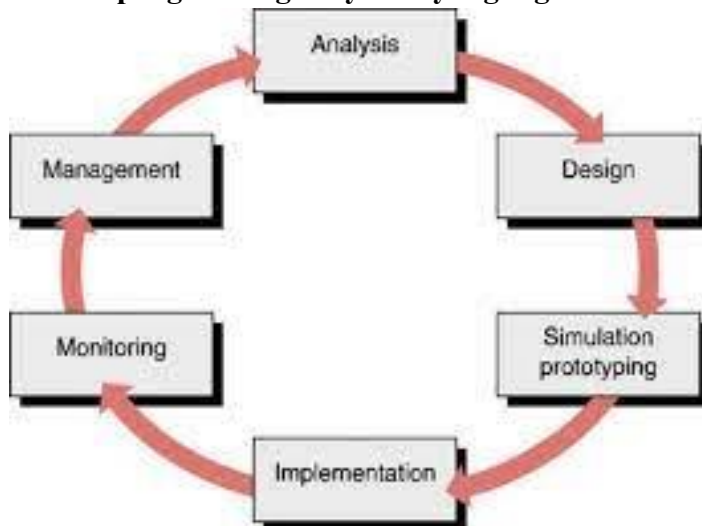 Analysis
Management
Design
Monitoring
Simulation
prototyping
Implementation